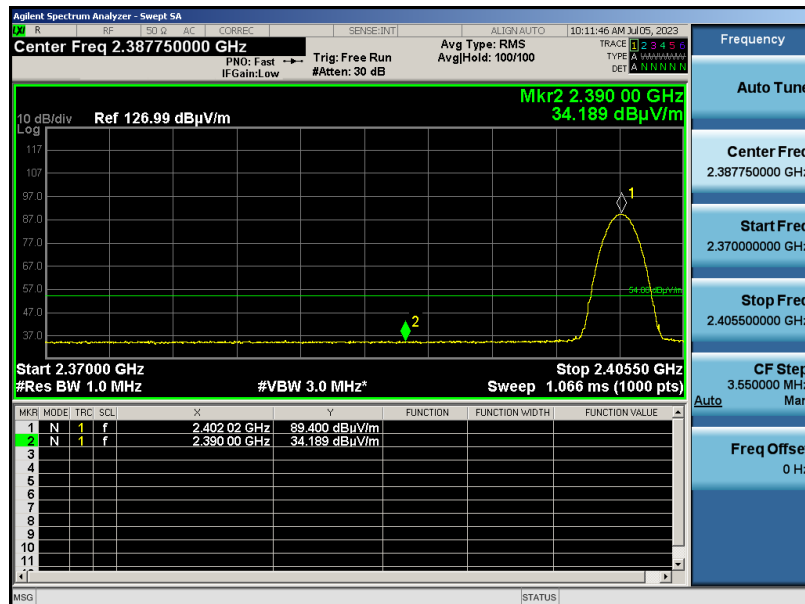 Agilent Spectrum Analyzer - Swept SA
LXI R RF 50 Ω AC CORREC SENSE:INT ALIGN AUTO 10:11:46 AM Jul 05, 2023
Center Freq 2.387750000 GHz
PNO: Fast
IFGain:Low
Trig: Free Run
#Atten: 30 dB
Avg Type: RMS
Avg|Hold: 100/100
TRACE 1 2 3 4 5 6
TYPE A WWWWW
DET A N N N N N
Mkr2 2.390 00 GHz
34.189 dBµV/m
10 dB/div Ref 126.99 dBµV/m
Log
117
107
97.0
87.0
77.0
67.0
57.0
47.0
37.0
1
2
54.00 dBµV/m
Start 2.37000 GHz Stop 2.40550 GHz
#Res BW 1.0 MHz #VBW 3.0 MHz* Sweep 1.066 ms (1000 pts)
MKR MODE TRC SCL X Y FUNCTION FUNCTION WIDTH FUNCTION VALUE
1 N 1 f 2.402 02 GHz 89.400 dBµV/m
2 N 1 f 2.390 00 GHz 34.189 dBµV/m
3
4
5
6
7
8
9
10
11
MSG STATUS
Frequency
Auto Tune
Center Freq
2.387750000 GHz
Start Freq
2.370000000 GHz
Stop Freq
2.405500000 GHz
CF Step
3.550000 MHz
Auto Man
Freq Offset
0 Hz